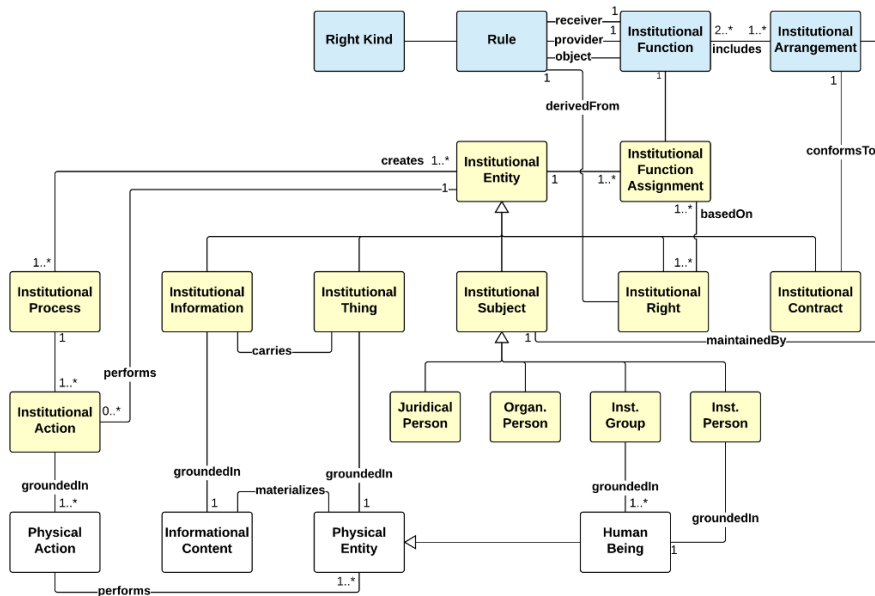 receiver
1
Right Kind
Rule
provider
1
object
Institutional
Function
2..*
1..*
includes
Institutional
Arrangement
1
1
1
derivedFrom
conformsTo
creates
1..*
Institutional
Entity
1
1
1..*
Institutional
Function
Assignment
1..*
basedOn
1..*
1..*
Institutional
Process
Institutional
Information
Institutional
Thing
Institutional
Subject
Institutional
Right
Institutional
Contract
1
carries
1
maintainedBy
performs
1..*
Institutional
Action
0..*
Juridical
Person
Organ.
Person
Inst.
Group
Inst.
Person
groundedIn
groundedIn
groundedIn
groundedIn
materializes
1..*
1
1
1..*
groundedIn
Physical
Action
Informational
Content
Physical
Entity
Human
Being
1
1..*
performs